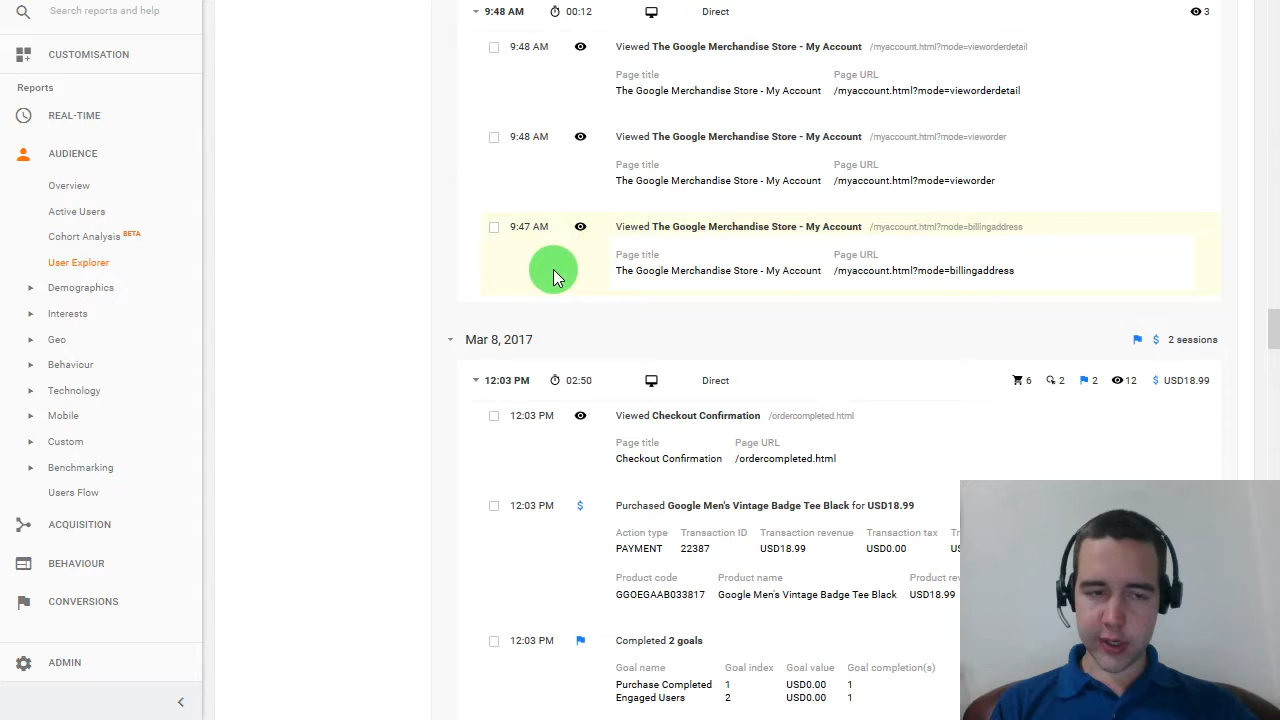 Search reports and help
CUSTOMISATION
Reports
REAL-TIME
AUDIENCE
Overview
Active Users
Cohort Analysis BETA
User Explorer
Demographics
Interests
Geo
Behaviour
Technology
Mobile
Custom
Benchmarking
Users Flow
ACQUISITION
BEHAVIOUR
CONVERSIONS
ADMIN
9:48 AM 00:12 Direct 3
9:48 AM Viewed The Google Merchandise Store - My Account /myaccount.html?mode=vieworderdetail
Page title Page URL
The Google Merchandise Store - My Account /myaccount.html?mode=vieworderdetail
9:48 AM Viewed The Google Merchandise Store - My Account /myaccount.html?mode=vieworder
Page title Page URL
The Google Merchandise Store - My Account /myaccount.html?mode=vieworder
9:47 AM Viewed The Google Merchandise Store - My Account /myaccount.html?mode=billingaddress
Page title Page URL
The Google Merchandise Store - My Account /myaccount.html?mode=billingaddress
Mar 8, 2017 $ 2 sessions
12:03 PM 02:50 Direct 6 2 2 12 $ USD18.99
12:03 PM Viewed Checkout Confirmation /ordercompleted.html
Page title Page URL
Checkout Confirmation /ordercompleted.html
12:03 PM $ Purchased Google Men's Vintage Badge Tee Black for USD18.99
Action type Transaction ID Transaction revenue Transaction tax
PAYMENT 22387 USD18.99 USD0.00
Product code Product name Product rev
GGOEGAAB033817 Google Men's Vintage Badge Tee Black USD18.99
12:03 PM Completed 2 goals
Goal name Goal index Goal value Goal completion(s)
Purchase Completed 1 USD0.00 1
Engaged Users 2 USD0.00 1